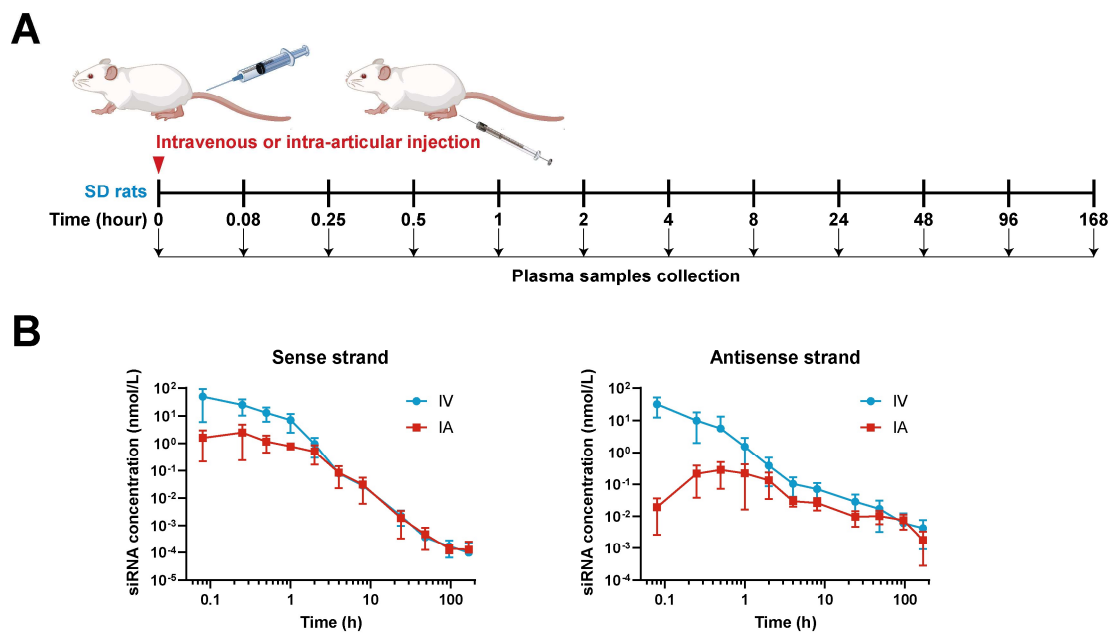 A
Intravenous or intra-articular injection
SD rats
Time (hour) 0 0.08 0.25 0.5 1 2 4 8 24 48 96 168
Plasma samples collection
B
Sense strand
siRNA concentration (nmol/L)
10²
10¹
10⁰
10⁻¹
10⁻²
10⁻³
10⁻⁴
10⁻⁵
IV
IA
0.1 1 10 100
Time (h)
Antisense strand
siRNA concentration (nmol/L)
10²
10¹
10⁰
10⁻¹
10⁻²
10⁻³
10⁻⁴
IV
IA
0.1 1 10 100
Time (h)